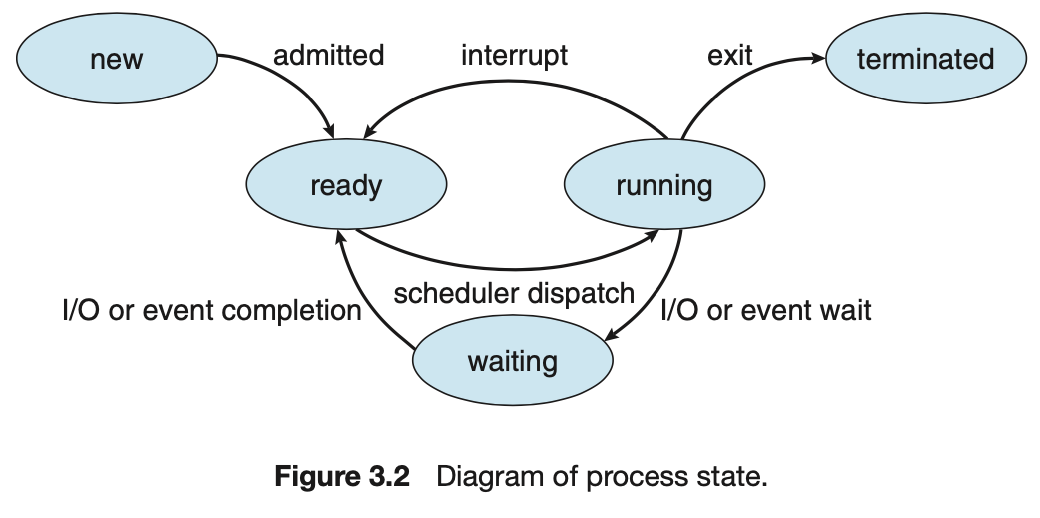 new
admitted
interrupt
exit
terminated
ready
running
scheduler dispatch
I/O or event completion
I/O or event wait
waiting
Figure 3.2 Diagram of process state.